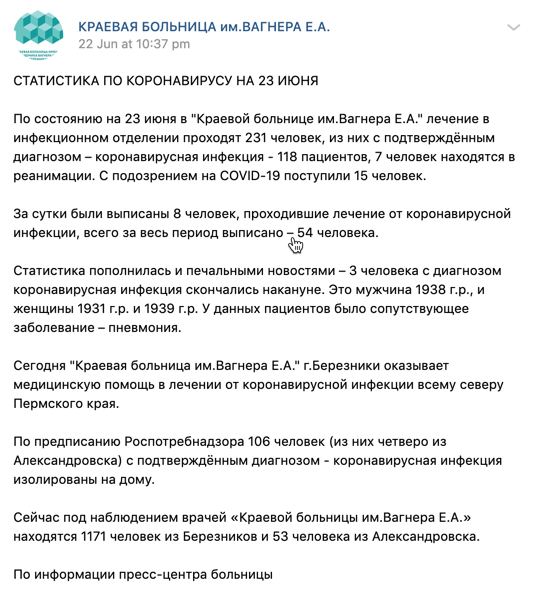 КРАЕВАЯ БОЛЬНИЦА им.ВАГНЕРА Е.А.
22 Jun at 10:37 pm
СТАТИСТИКА ПО КОРОНАВИРУСУ НА 23 ИЮНЯ
По состоянию на 23 июня в "Краевой больнице им.Вагнера Е.А." лечение в
инфекционном отделении проходят 231 человек, из них с подтверждённым
диагнозом – коронавирусная инфекция - 118 пациентов, 7 человек находятся в
реанимации. С подозрением на COVID-19 поступили 15 человек.
За сутки были выписаны 8 человек, проходившие лечение от коронавирусной
инфекции, всего за весь период выписано – 54 человека.
Статистика пополнилась и печальными новостями – 3 человека с диагнозом
коронавирусная инфекция скончались накануне. Это мужчина 1938 г.р., и
женщины 1931 г.р. и 1939 г.р. У данных пациентов было сопутствующее
заболевание – пневмония.
Сегодня "Краевая больница им.Вагнера Е.А." г.Березники оказывает
медицинскую помощь в лечении от коронавирусной инфекции всему северу
Пермского края.
По предписанию Роспотребнадзора 106 человек (из них четверо из
Александровска) с подтверждённым диагнозом - коронавирусная инфекция
изолированы на дому.
Сейчас под наблюдением врачей «Краевой больницы им.Вагнера Е.А.»
находятся 1171 человек из Березников и 53 человека из Александровска.
По информации пресс-центра больницы